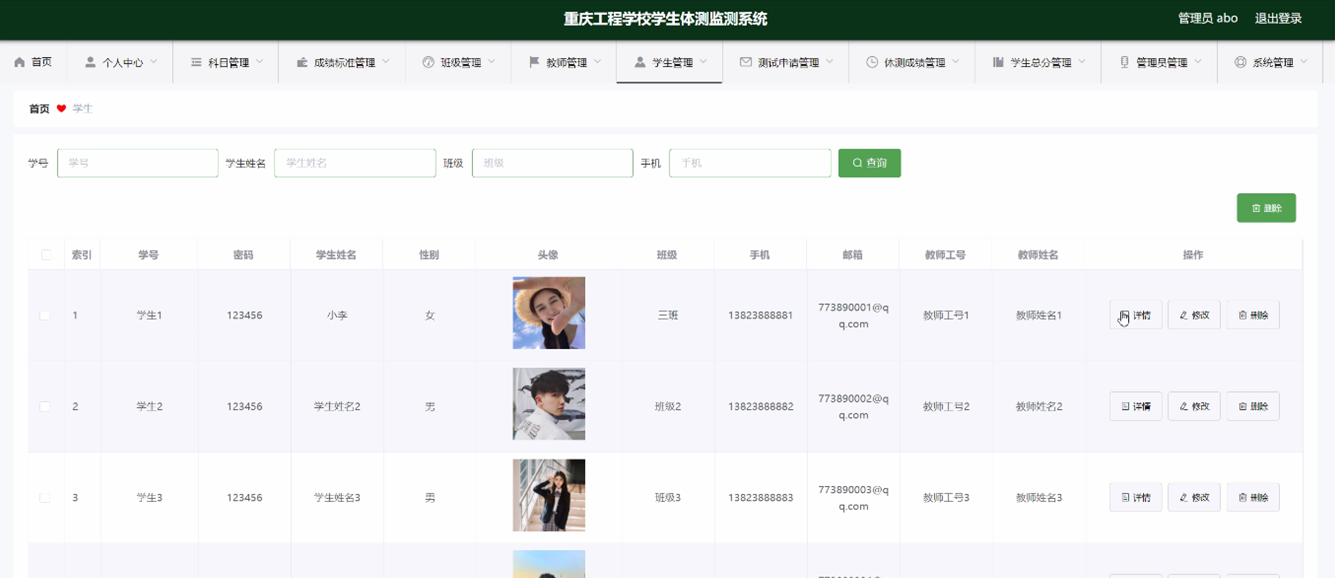 重庆工程学校学生体测监测系统
管理员 abo 退出登录
首页 个人中心 科目管理 成绩标准管理 班级管理 教师管理 学生管理 测试申请管理 体测成绩管理 学生总分管理 管理员管理 系统管理
首页 学生
学号 学号 学生姓名 学生姓名 班级 班级 手机 手机 查询
删除
索引 学号 密码 学生姓名 性别 头像 班级 手机 邮箱 教师工号 教师姓名 操作
1 学生1 123456 小李 女 三班 13823888881 773890001@q
q.com 教师工号1 教师姓名1 详情 修改 删除
2 学生2 123456 学生姓名2 男 班级2 13823888882 773890002@q
q.com 教师工号2 教师姓名2 详情 修改 删除
3 学生3 123456 学生姓名3 男 班级3 13823888883 773890003@q
q.com 教师工号3 教师姓名3 详情 修改 删除